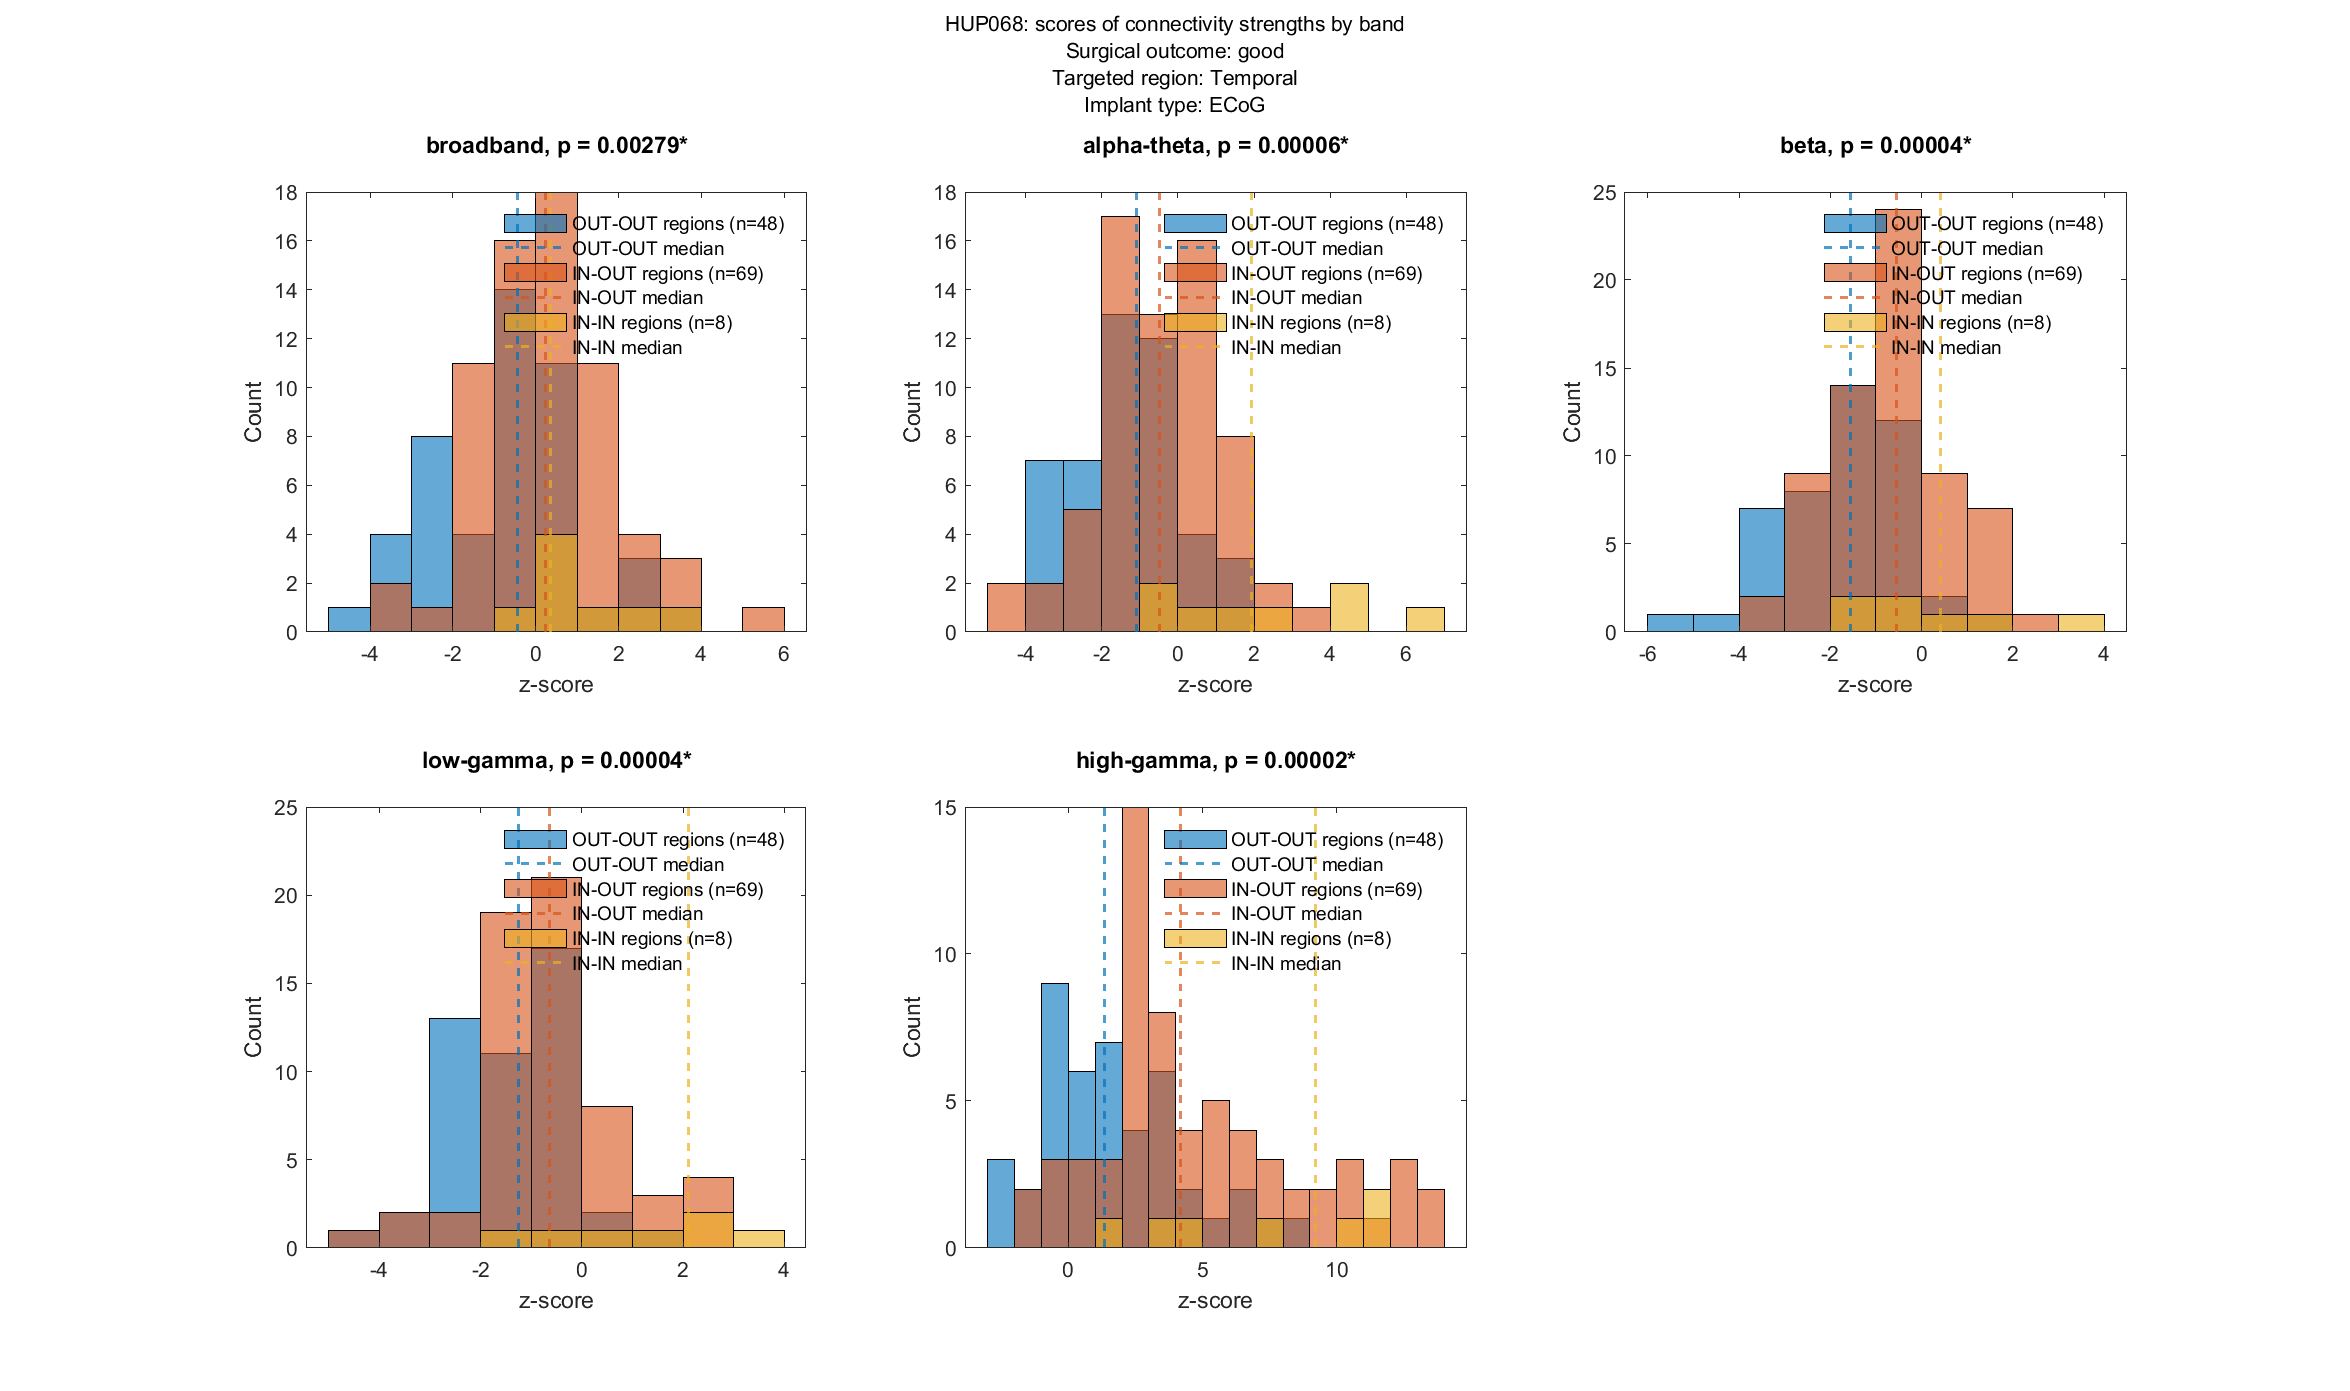 HUP068: scores of connectivity strengths by band
Surgical outcome: good
Targeted region: Temporal
Implant type: ECoG
broadband, p = 0.00279*
18
16
14
12
10
8
6
4
2
0
Count
-4 -2 0 2 4 6
z-score
OUT-OUT regions (n=48)
OUT-OUT median
IN-OUT regions (n=69)
IN-OUT median
IN-IN regions (n=8)
IN-IN median
alpha-theta, p = 0.00006*
18
16
14
12
10
8
6
4
2
0
Count
-4 -2 0 2 4 6
z-score
OUT-OUT regions (n=48)
OUT-OUT median
IN-OUT regions (n=69)
IN-OUT median
IN-IN regions (n=8)
IN-IN median
beta, p = 0.00004*
25
20
15
10
5
0
Count
-6 -4 -2 0 2 4
z-score
OUT-OUT regions (n=48)
OUT-OUT median
IN-OUT regions (n=69)
IN-OUT median
IN-IN regions (n=8)
IN-IN median
low-gamma, p = 0.00004*
25
20
15
10
5
0
Count
-4 -2 0 2 4
z-score
OUT-OUT regions (n=48)
OUT-OUT median
IN-OUT regions (n=69)
IN-OUT median
IN-IN regions (n=8)
IN-IN median
high-gamma, p = 0.00002*
15
10
5
0
Count
0 5 10
z-score
OUT-OUT regions (n=48)
OUT-OUT median
IN-OUT regions (n=69)
IN-OUT median
IN-IN regions (n=8)
IN-IN median